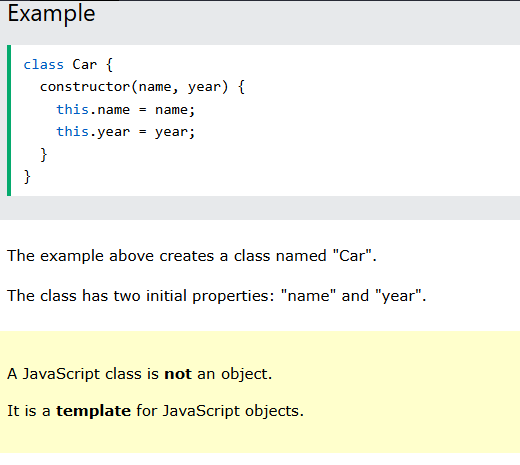 Example
class Car {
  constructor(name, year) {
    this.name = name;
    this.year = year;
  }
}
The example above creates a class named "Car".
The class has two initial properties: "name" and "year".
A JavaScript class is not an object.
It is a template for JavaScript objects.